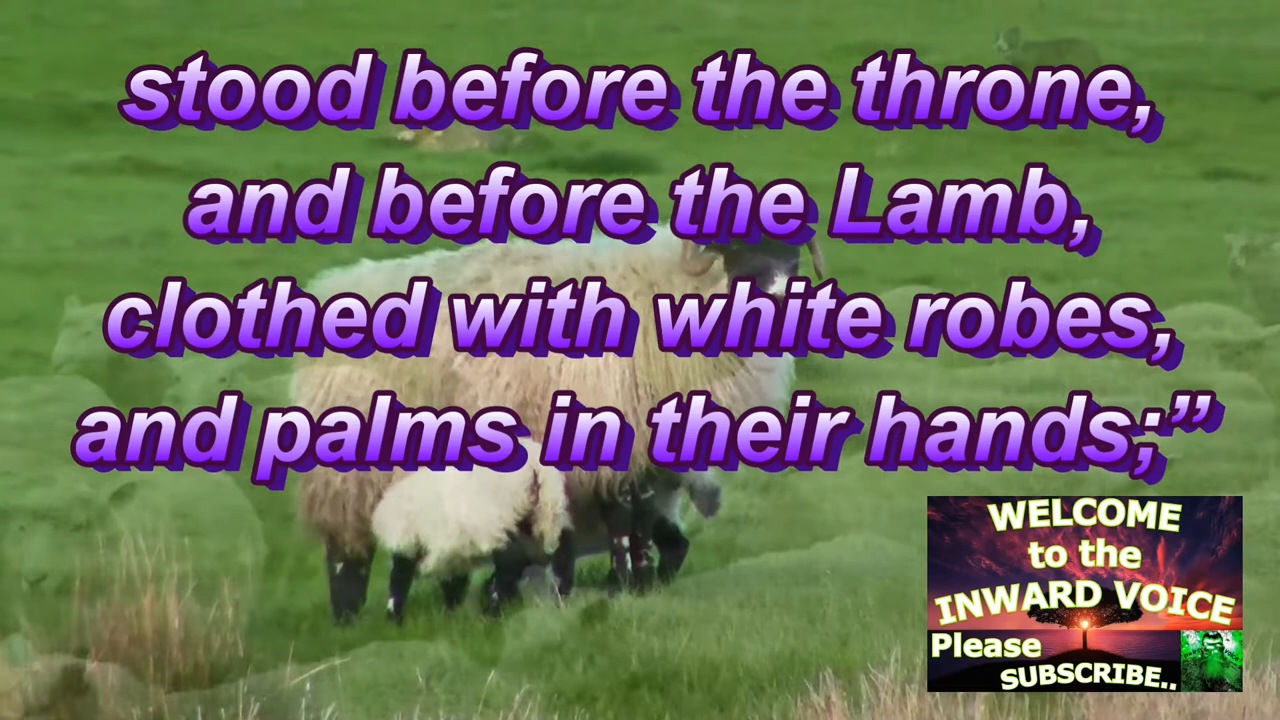 stood before the throne,
and before the Lamb,
clothed with white robes,
and palms in their hands;”
WELCOME
to the
INWARD VOICE
Please
SUBSCRIBE..